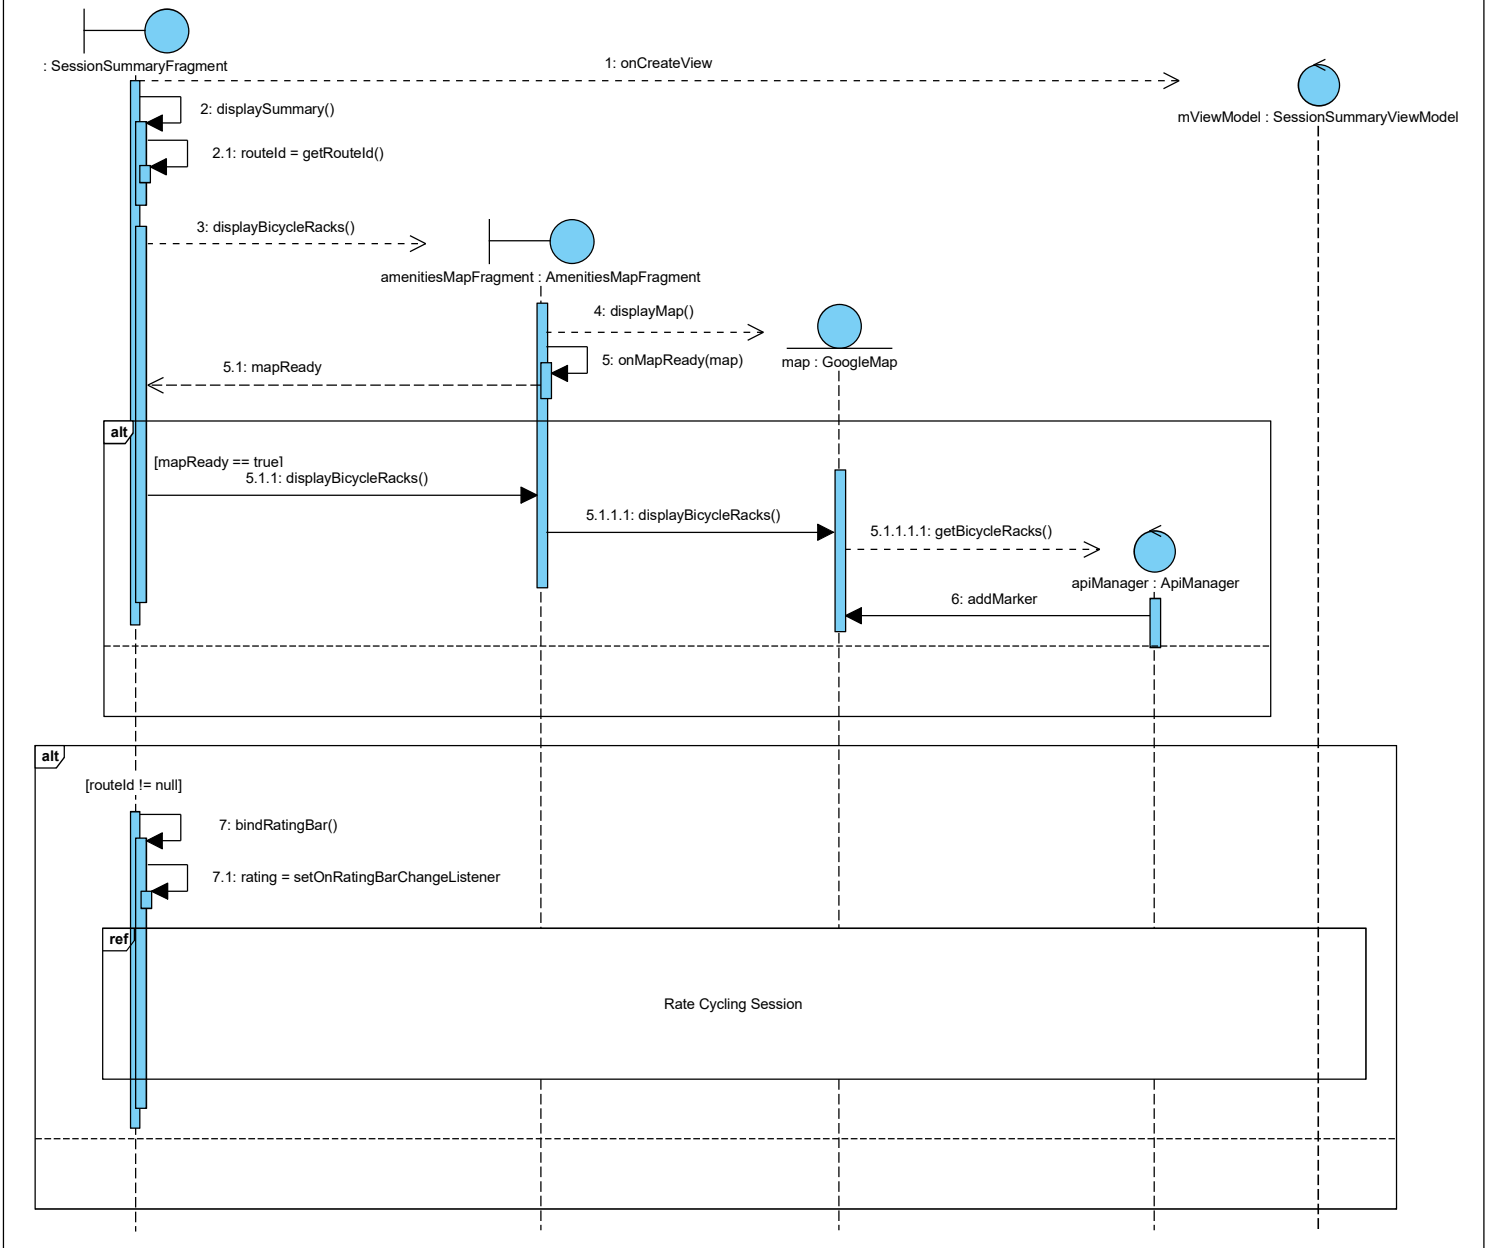 : SessionSummaryFragment
1: onCreateView
mViewModel : SessionSummaryViewModel
2: displaySummary()
2.1: routeId = getRouteId()
3: displayBicycleRacks()
amenitiesMapFragment : AmenitiesMapFragment
4: displayMap()
5: onMapReady(map)
map : GoogleMap
5.1: mapReady
alt
[mapReady == true]
5.1.1: displayBicycleRacks()
5.1.1.1: displayBicycleRacks()
5.1.1.1.1: getBicycleRacks()
apiManager : ApiManager
6: addMarker
alt
[routeId != null]
7: bindRatingBar()
7.1: rating = setOnRatingBarChangeListener
ref
Rate Cycling Session